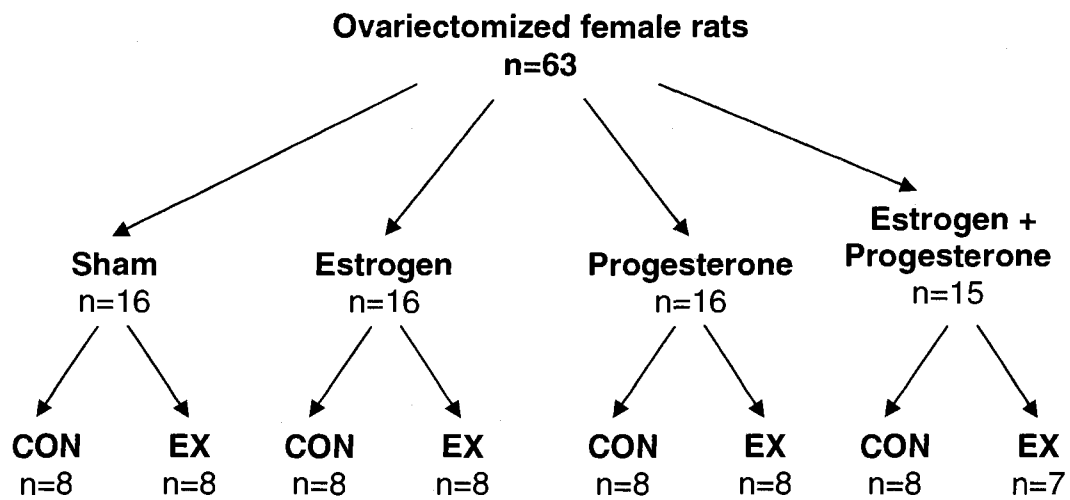 Ovariectomized female rats
n=63
Sham
n=16
Estrogen
n=16
Progesterone
n=16
Estrogen +
Progesterone
n=15
CON
n=8
EX
n=8
CON
n=8
EX
n=8
CON
n=8
EX
n=8
CON
n=8
EX
n=7